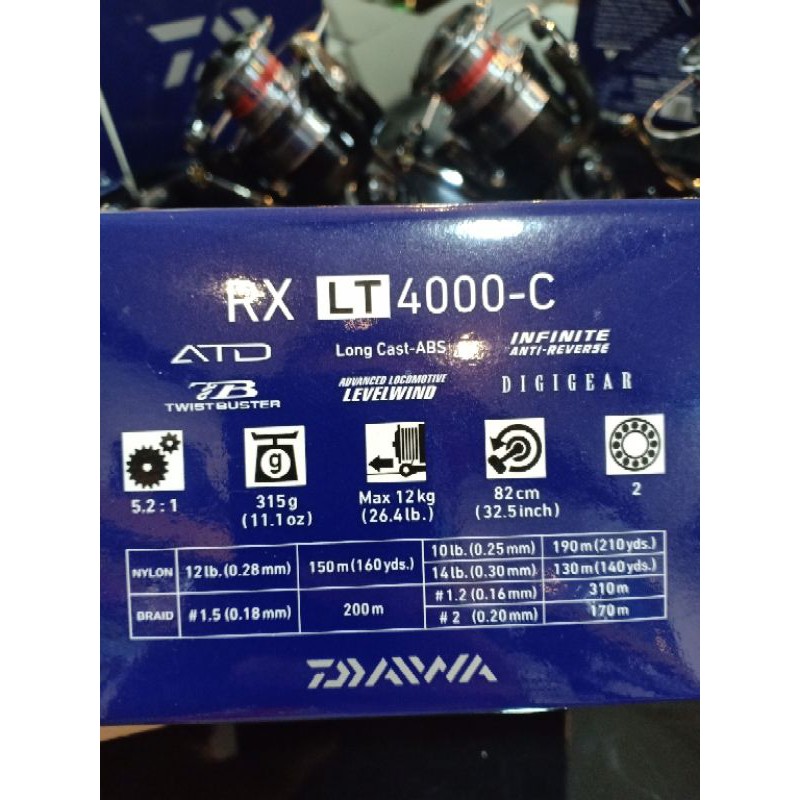 RX LT 4000-C
ATD Long Cast-ABS INFINITE ANTI-REVERSE
TB TWISTBUSTER ADVANCED LOCOMOTIVE LEVELWIND DIGIGEAR
g
5.2 : 1 315g (11.1oz) Max 12kg (26.4lb.) 82cm (32.5inch) 2
NYLON 12lb.(0.28mm) 150m(160yds.) 10lb.(0.25mm) 190m(210yds.)
14lb.(0.30mm) 130m(140yds.)
BRAID #1.5(0.18mm) 200m #1.2(0.16mm) 310m
#2 (0.20mm) 170m
DAIWA